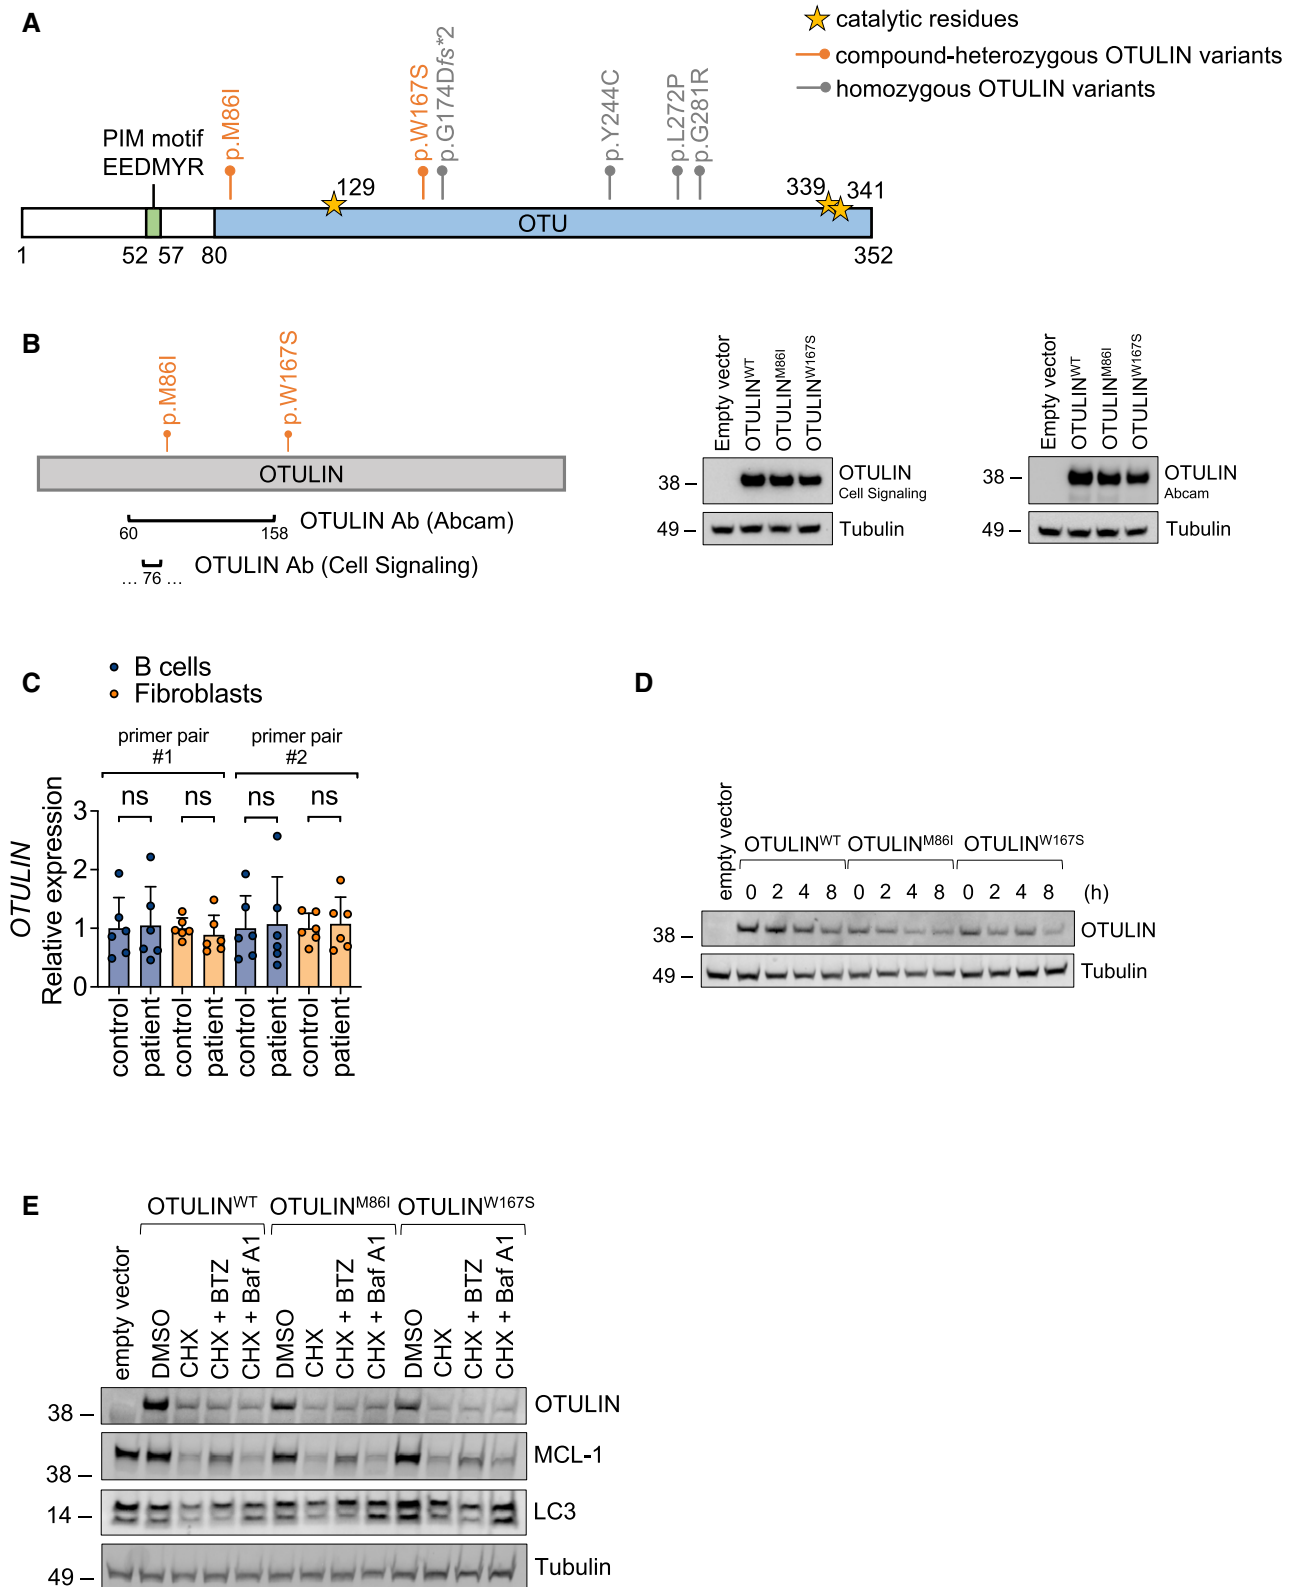 A
catalytic residues
compound-heterozygous OTULIN variants
homozygous OTULIN variants
p.M86I
p.W167S
p.G174Dfs*2
p.Y244C
p.L272P
p.G281R
PIM motif
EEDMYR
129
339
341
OTU
1
52
57
80
352
B
p.M86I
p.W167S
OTULIN
60
158
OTULIN Ab (Abcam)
... 76 ...
OTULIN Ab (Cell Signaling)
Empty vector
OTULINWT
OTULINM86I
OTULINW167S
38 –
OTULIN
Cell Signaling
49 –
Tubulin
Empty vector
OTULINWT
OTULINM86I
OTULINW167S
38 –
OTULIN
Abcam
49 –
Tubulin
C
B cells
Fibroblasts
primer pair
#1
primer pair
#2
ns
ns
ns
ns
OTULIN
Relative expression
3
2
1
0
control
patient
control
patient
control
patient
control
patient
D
empty vector
OTULINWT
OTULINM86I
OTULINW167S
0 2 4 8 0 2 4 8 0 2 4 8 (h)
38 –
OTULIN
49 –
Tubulin
E
OTULINWT
OTULINM86I
OTULINW167S
empty vector
DMSO
CHX
CHX + BTZ
CHX + Baf A1
DMSO
CHX
CHX + BTZ
CHX + Baf A1
DMSO
CHX
CHX + BTZ
CHX + Baf A1
38 –
OTULIN
38 –
MCL-1
14 –
LC3
49 –
Tubulin